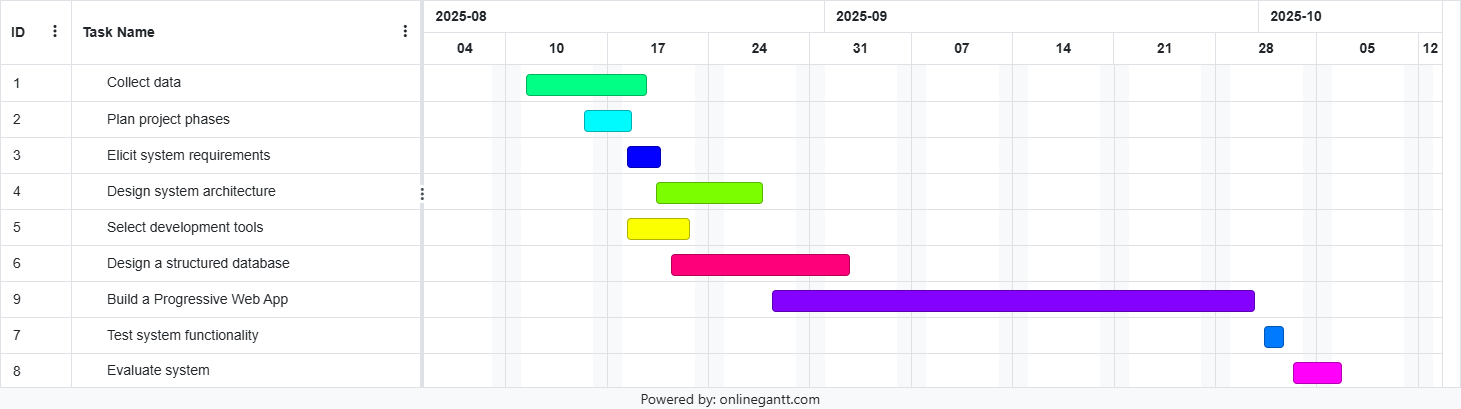 ID Task Name 2025-08 2025-09 2025-10
04 10 17 24 31 07 14 21 28 05 12
1 Collect data
2 Plan project phases
3 Elicit system requirements
4 Design system architecture
5 Select development tools
6 Design a structured database
9 Build a Progressive Web App
7 Test system functionality
8 Evaluate system
Powered by: onlinegantt.com